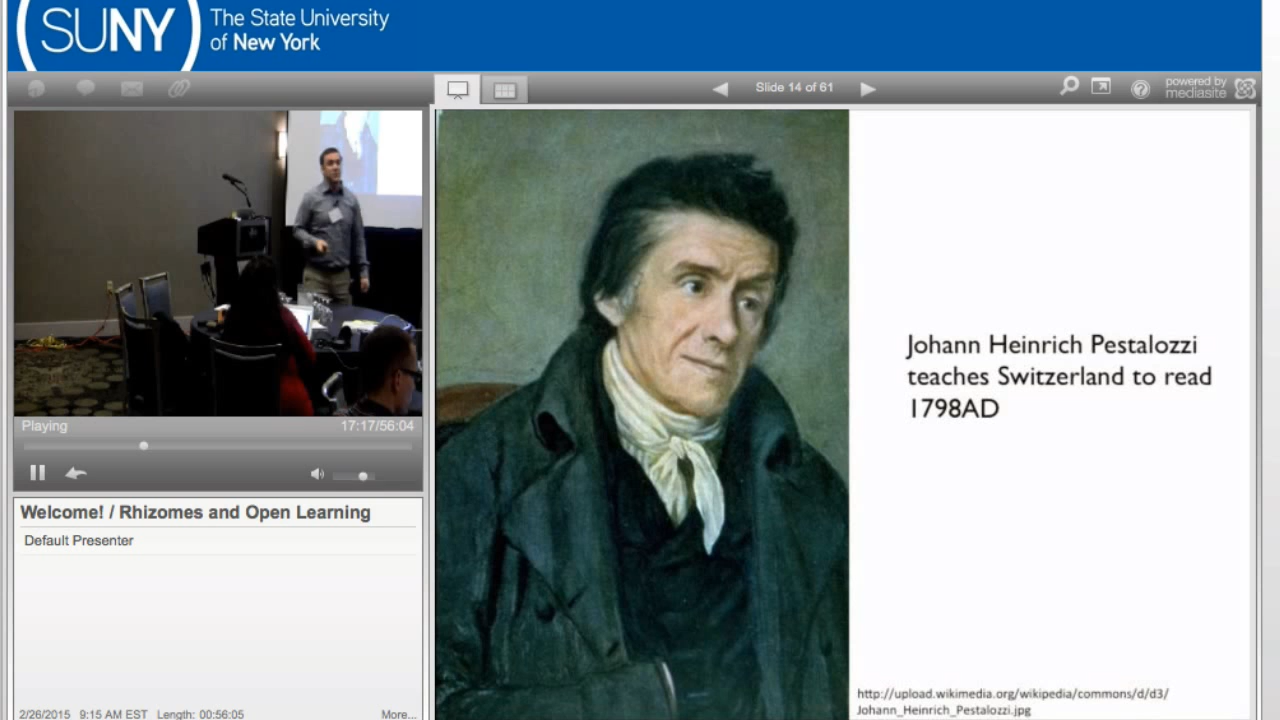 SUNY
The State University
of New York
Slide 14 of 61
powered by
mediasite
Playing
17:17/56:04
Welcome! / Rhizomes and Open Learning
Default Presenter
2/26/2015 9:15 AM EST Length: 00:56:05
More...
Johann Heinrich Pestalozzi
teaches Switzerland to read
1798AD
http://upload.wikimedia.org/wikipedia/commons/d/d3/
Johann_Heinrich_Pestalozzi.jpg